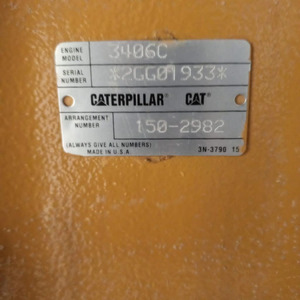 ENGINE MODEL 3406C
SERIAL NUMBER *2GG01933*
CATERPILLAR CAT
ARRANGEMENT NUMBER 150-2982
(ALWAYS GIVE ALL NUMBERS)
MADE IN U.S.A. 3N-3790 15